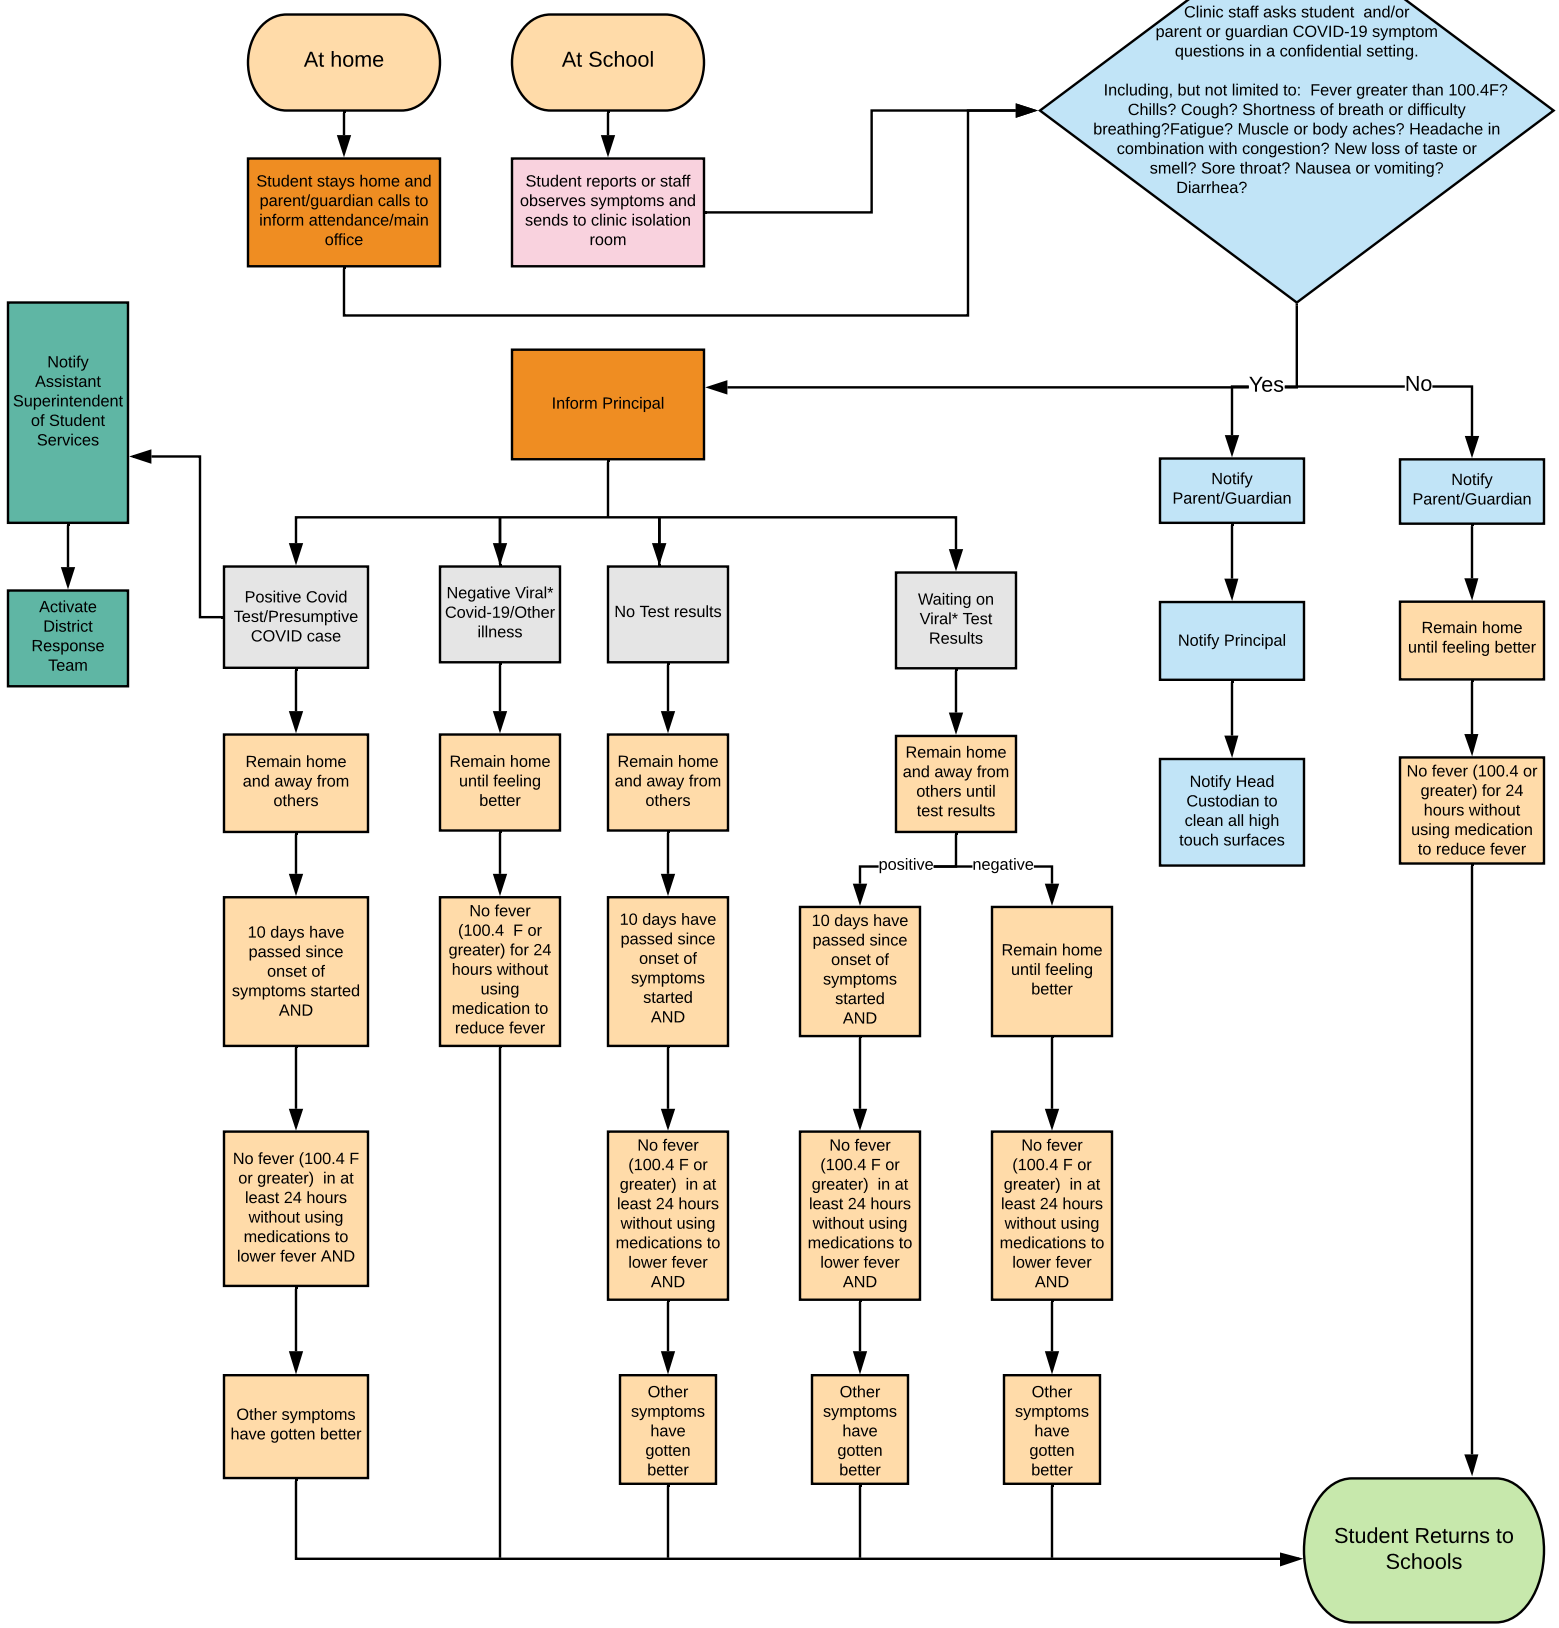 At home
At School
Clinic staff asks student  and/or
parent or guardian COVID-19 symptom
questions in a confidential setting.
Including, but not limited to:  Fever greater than 100.4F?
Chills? Cough? Shortness of breath or difficulty
breathing?Fatigue? Muscle or body aches? Headache in
combination with congestion? New loss of taste or
smell? Sore throat? Nausea or vomiting?
Diarrhea?
Student stays home and
parent/guardian calls to
inform attendance/main
office
Student reports or staff
observes symptoms and
sends to clinic isolation
room
Notify
Assistant
Superintendent
of Student
Services
Inform Principal
Yes
No
Notify
Parent/Guardian
Notify
Parent/Guardian
Activate
District
Response
Team
Positive Covid
Test/Presumptive
COVID case
Negative Viral*
Covid-19/Other
illness
No Test results
Waiting on
Viral* Test
Results
Notify Principal
Remain home
until feeling better
Remain home
and away from
others
Remain home
until feeling
better
Remain home
and away from
others
Remain home
and away from
others until
test results
Notify Head
Custodian to
clean all high
touch surfaces
No fever (100.4 or
greater) for 24
hours without
using medication
to reduce fever
positive
negative
10 days have
passed since
onset of
symptoms started
AND
No fever
(100.4  F or
greater) for 24
hours without
using
medication to
reduce fever
10 days have
passed since
onset of
symptoms
started
AND
10 days have
passed since
onset of
symptoms
started
AND
Remain home
until feeling
better
No fever (100.4 F
or greater)  in at
least 24 hours
without using
medications to
lower fever AND
No fever
(100.4 F or
greater)  in at
least 24 hours
without using
medications to
lower fever
AND
No fever
(100.4 F or
greater)  in at
least 24 hours
without using
medications to
lower fever
AND
No fever
(100.4 F or
greater)  in at
least 24 hours
without using
medications to
lower fever
AND
Other symptoms
have gotten better
Other
symptoms
have
gotten
better
Other
symptoms
have
gotten
better
Other
symptoms
have
gotten
better
Student Returns to
Schools